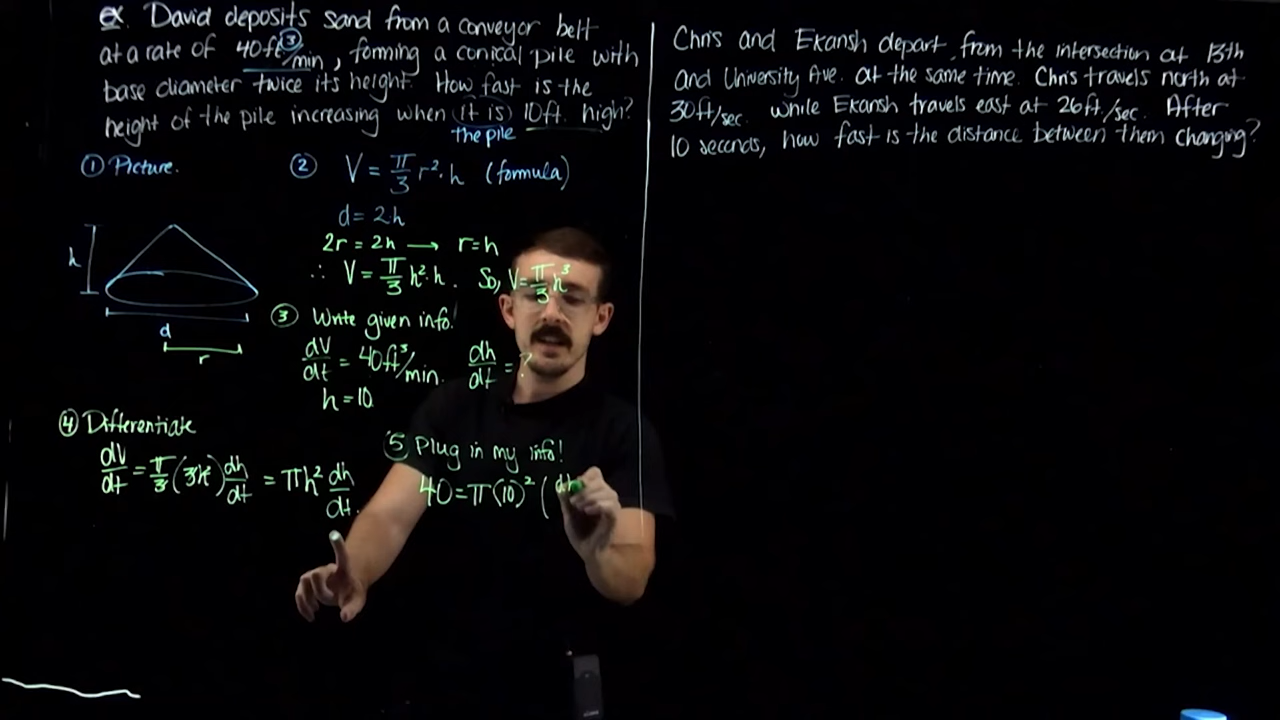 ex. David deposits sand from a conveyor belt
at a rate of 40ft³/min, forming a conical pile with
base diameter twice its height. How fast is the
height of the pile increasing when (it is) 10ft. high?
the pile
① Picture.
h
d
r
② V = π/3 r²·h (formula)
d = 2·h
2r = 2h → r=h
∴ V = π/3 h²·h. So, V = π/3 h³
③ Write given info!
dV/dt = 40ft³/min. dh/dt = ?
h = 10.
④ Differentiate
dV/dt = π/3 (3h²) dh/dt = πh² dh/dt.
⑤ Plug in my info!
40 = π(10)² (dh
Chris and Ekansh depart from the intersection at 13th
and University Ave. at the same time. Chris travels north at
30ft/sec. while Ekansh travels east at 26ft./sec. After
10 seconds, how fast is the distance between them changing?